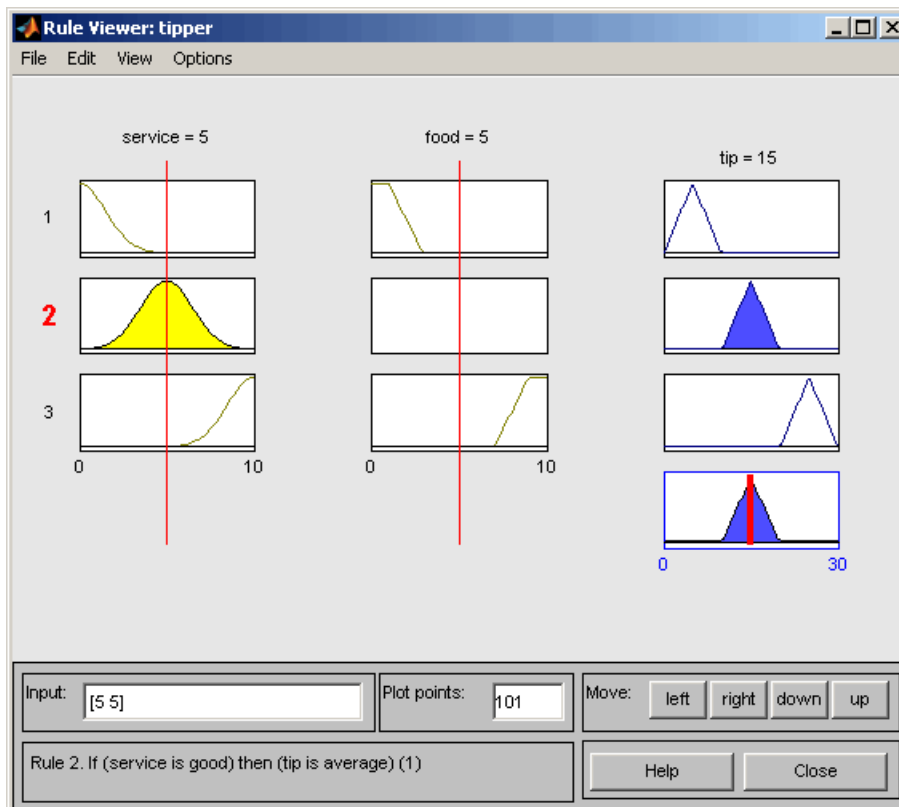 Rule Viewer: tipper
File Edit View Options
service = 5 food = 5 tip = 15
1
2
3
0 10 0 10
0 30
Input: [5 5] Plot points: 101 Move: left right down up
Rule 2. If (service is good) then (tip is average) (1) Help Close